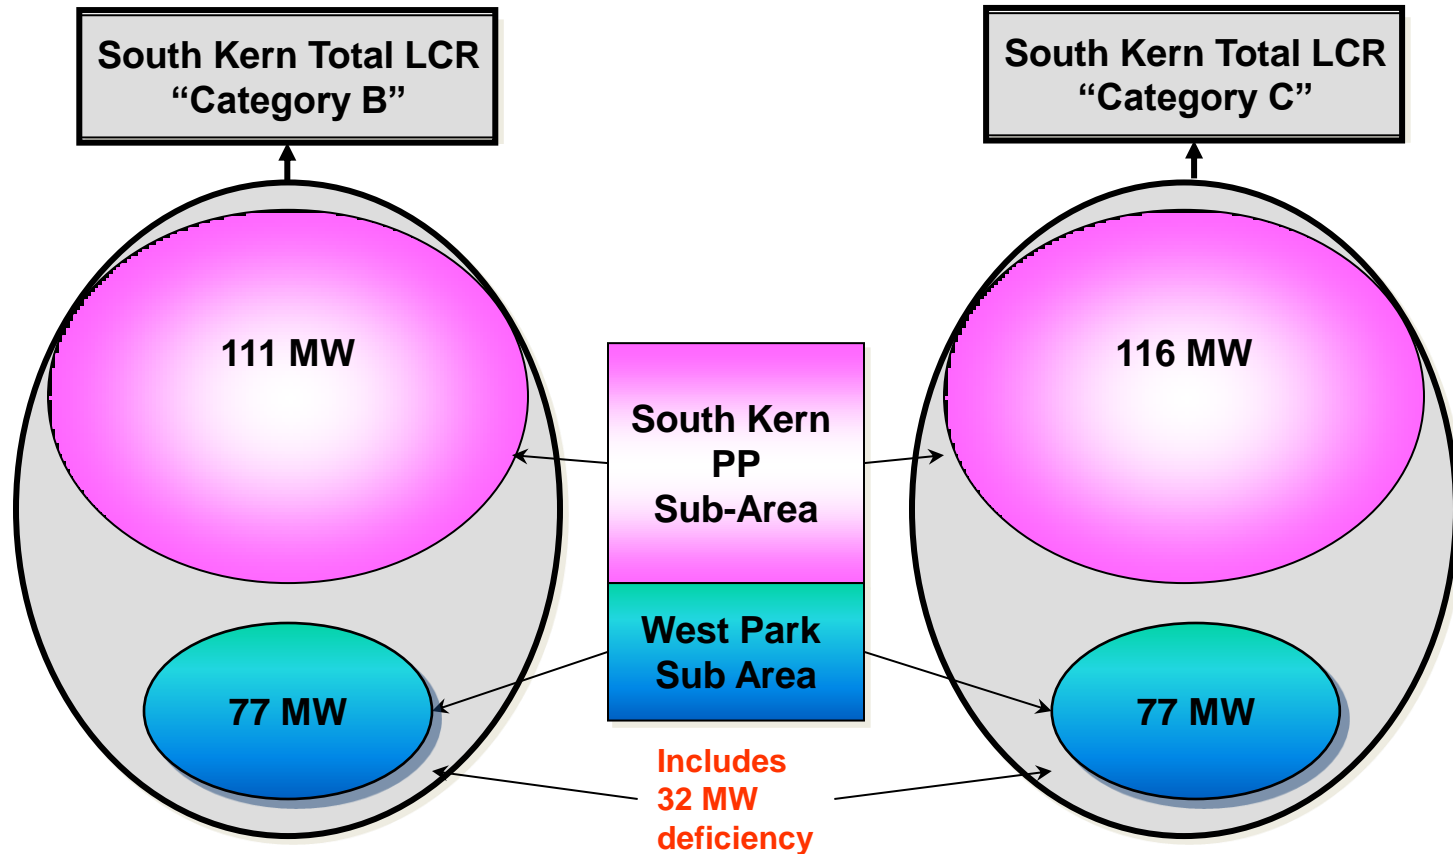 South Kern Total LCR
“Category B”
South Kern Total LCR
“Category C”
111 MW
116 MW
South Kern
PP
Sub-Area
West Park
Sub Area
77 MW
77 MW
Includes
32 MW
deficiency